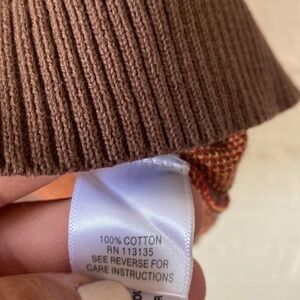 100% COTTON
RN 113135
SEE REVERSE FOR
CARE INSTRUCTIONS